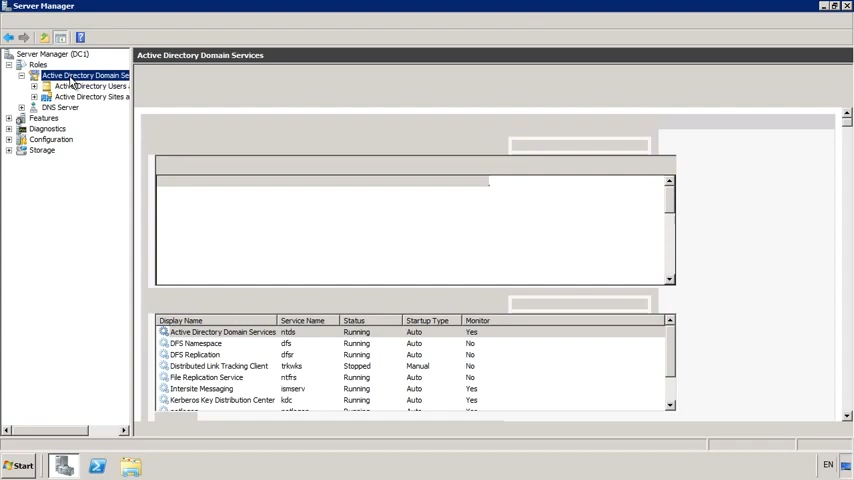 Server Manager
Server Manager (DC1)
Roles
Active Directory Domain Se
Active Directory Users
Active Directory Sites a
DNS Server
Features
Diagnostics
Configuration
Storage
Active Directory Domain Services
Display Name Service Name Status Startup Type Monitor
Active Directory Domain Services ntds Running Auto Yes
DFS Namespace dfs Running Auto No
DFS Replication dfsr Running Auto No
Distributed Link Tracking Client trkwks Stopped Manual No
File Replication Service ntfrs Running Auto No
Intersite Messaging ismserv Running Auto Yes
Kerberos Key Distribution Center kdc Running Auto Yes
Start
EN